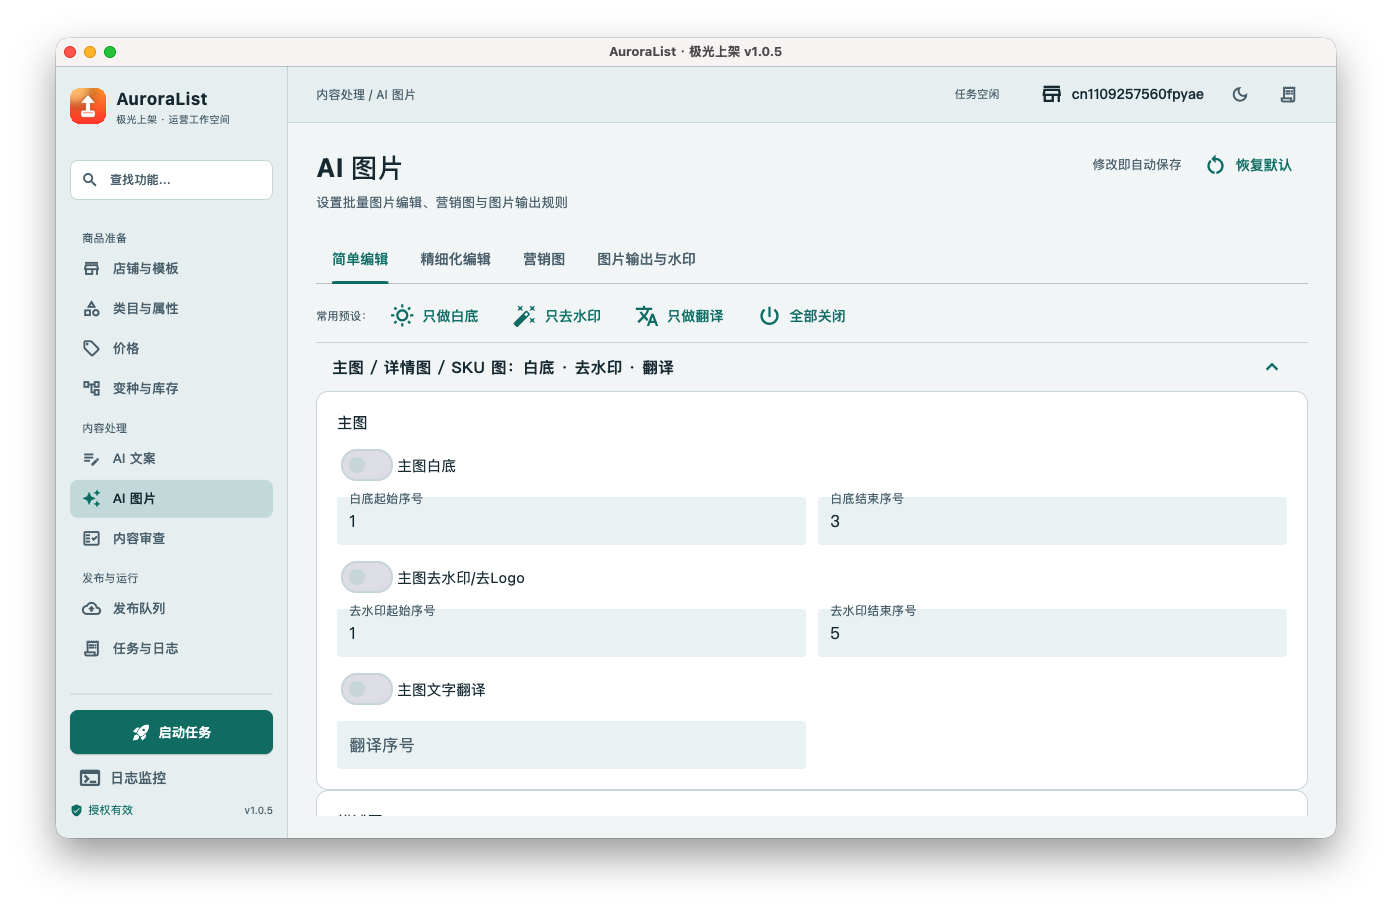 AuroraList · 极光上架 v1.0.5
AuroraList
极光上架 · 运营工作空间
查找功能...
商品准备
店铺与模板
类目与属性
价格
变种与库存
内容处理
AI 文案
AI 图片
内容审查
发布与运行
发布队列
任务与日志
启动任务
日志监控
授权有效 v1.0.5
内容处理 / AI 图片 任务空闲 cn1109257560fpyae
AI 图片 修改即自动保存 恢复默认
设置批量图片编辑、营销图与图片输出规则
简单编辑 精细化编辑 营销图 图片输出与水印
常用预设: 只做白底 只去水印 只做翻译 全部关闭
主图 / 详情图 / SKU 图: 白底 · 去水印 · 翻译
主图
主图白底
白底起始序号 白底结束序号
1 3
主图去水印/去Logo
去水印起始序号 去水印结束序号
1 5
主图文字翻译
翻译序号